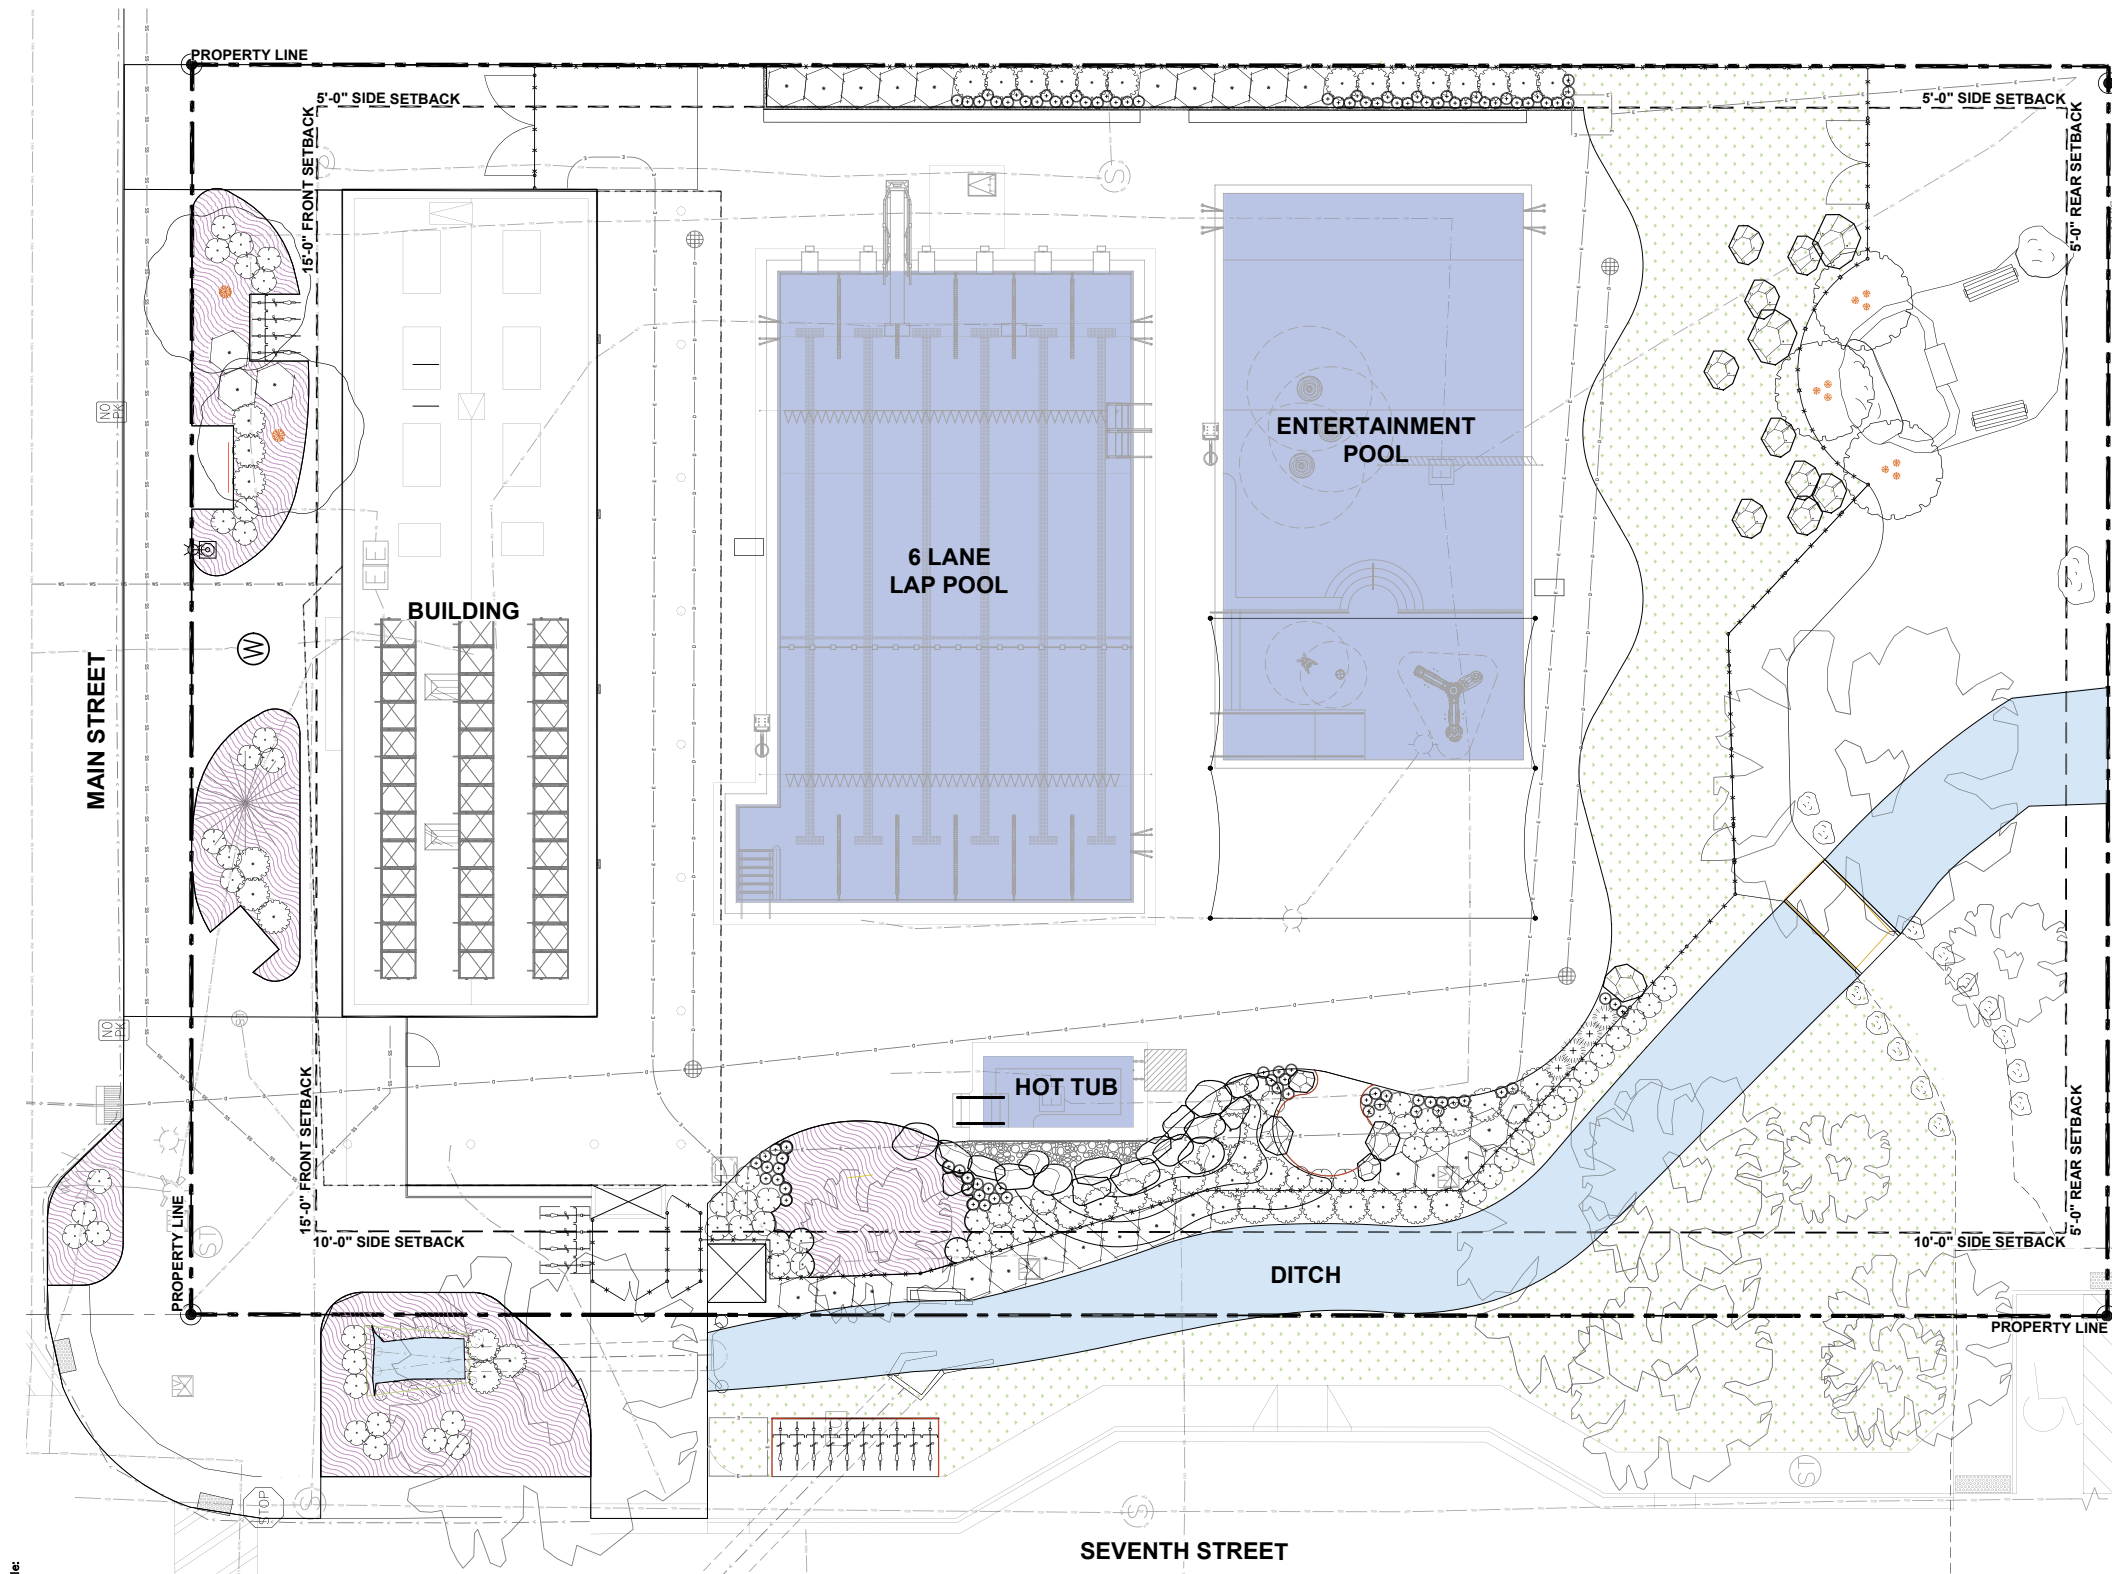 PROPERTY LINE
5'-0" SIDE SETBACK
5'-0" SIDE SETBACK
15'-0" FRONT SETBACK
5'-0" REAR SETBACK
S
S
NO
PK
ENTERTAINMENT
POOL
6 LANE
LAP POOL
E
BUILDING
W
MAIN STREET
NO
PK
ST
HOT TUB
15'-0" FRONT SETBACK
5'-0" REAR SETBACK
PROPERTY LINE
ST
10'-0" SIDE SETBACK
10'-0" SIDE SETBACK
DITCH
PROPERTY LINE
ST
STOP
S
S
SEVENTH STREET